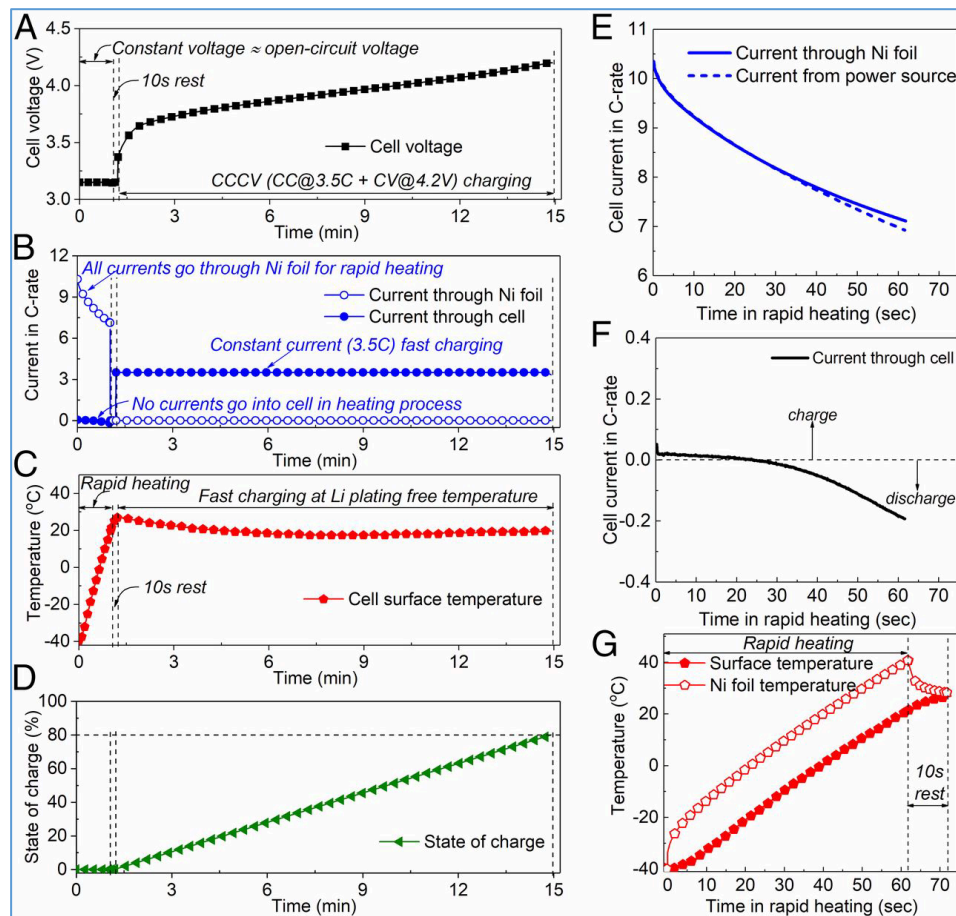 A
4.5
4.0
3.5
3.0
Cell voltage (V)
Constant voltage ≈ open-circuit voltage
10s rest
Cell voltage
CCCV (CC@3.5C + CV@4.2V) charging
0 3 6 9 12 15
Time (min)
B
12
9
6
3
0
Current in C-rate
All currents go through Ni foil for rapid heating
Current through Ni foil
Current through cell
Constant current (3.5C) fast charging
No currents go into cell in heating process
0 3 6 9 12 15
Time (min)
C
40
20
0
-20
-40
Temperature (°C)
Rapid heating
Fast charging at Li plating free temperature
10s rest
Cell surface temperature
0 3 6 9 12 15
Time (min)
D
100
80
60
40
20
0
State of charge (%)
State of charge
0 3 6 9 12 15
Time (min)
E
11
10
9
8
7
6
Cell current in C-rate
Current through Ni foil
Current from power source
0 10 20 30 40 50 60 70
Time in rapid heating (sec)
F
0.4
0.2
0.0
-0.2
-0.4
Cell current in C-rate
Current through cell
charge
discharge
0 10 20 30 40 50 60 70
Time in rapid heating (sec)
G
40
20
0
-20
-40
Temperature (°C)
Rapid heating
Surface temperature
Ni foil temperature
10s
rest
0 10 20 30 40 50 60 70
Time in rapid heating (sec)